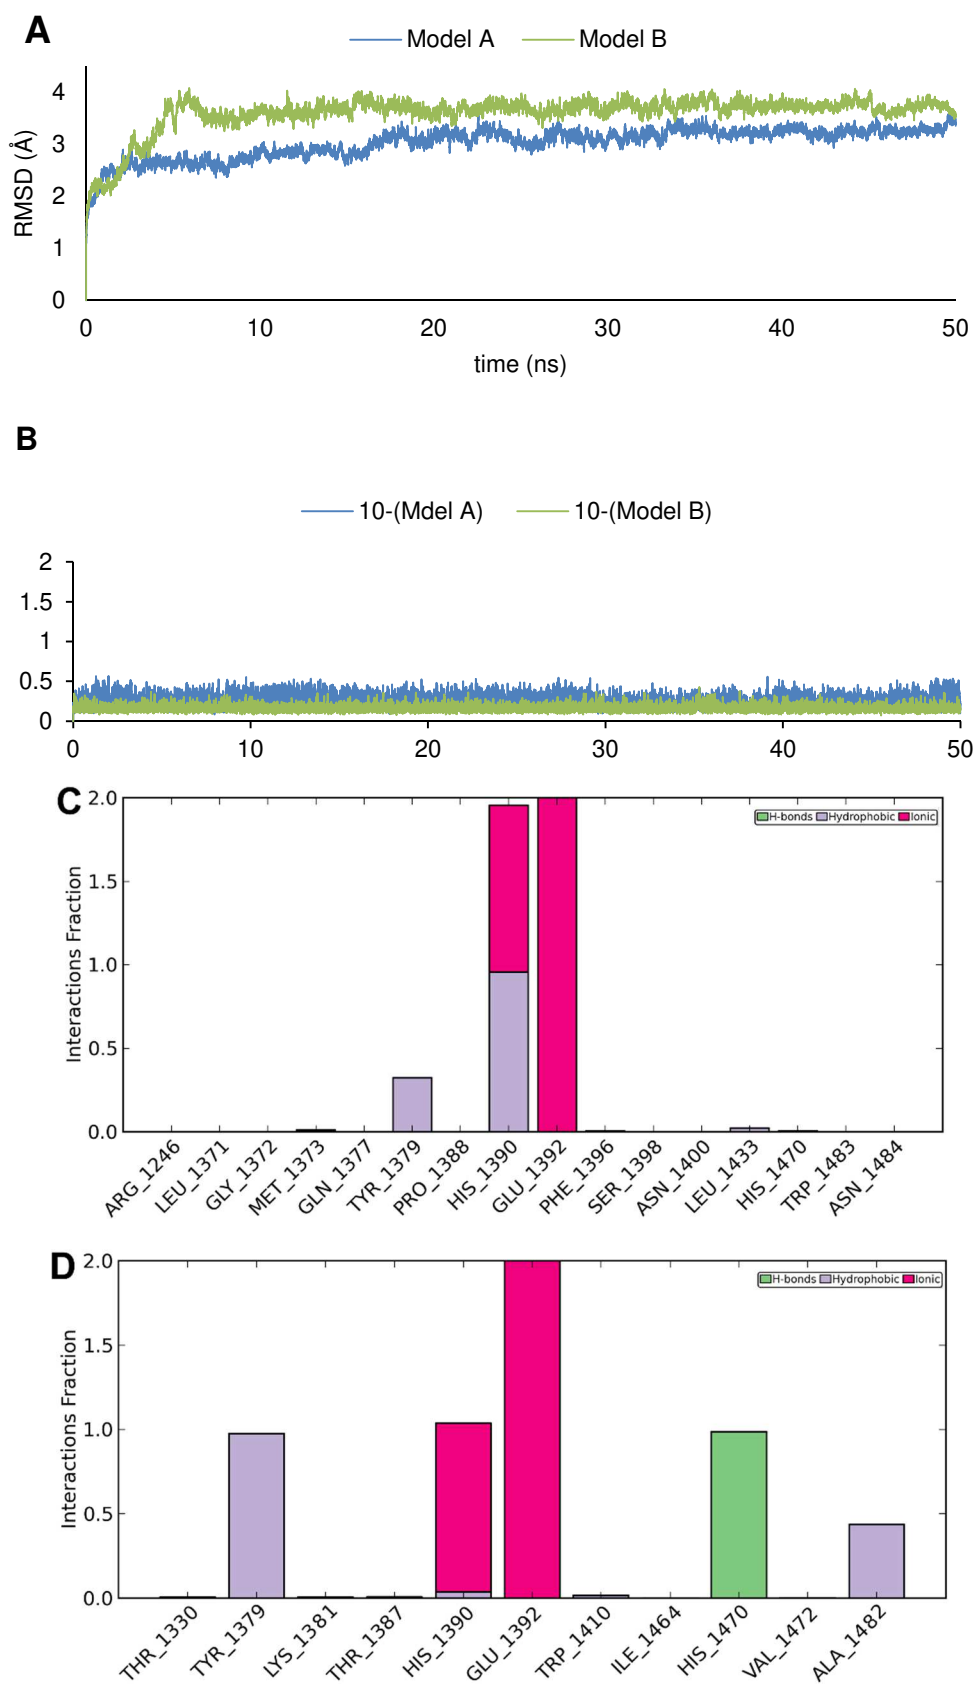 A
Model A
Model B
RMSD (Å)
4
3
2
1
0
0
10
20
30
40
50
time (ns)
B
10-(Mdel A)
10-(Model B)
2
1.5
1
0.5
0
0
10
20
30
40
50
C
H-bonds
Hydrophobic
Ionic
Interactions Fraction
2.0
1.5
1.0
0.5
0.0
ARG_1246
LEU_1371
GLY_1372
MET_1373
GLN_1377
TYR_1379
PRO_1388
HIS_1390
GLU_1392
PHE_1396
SER_1398
ASN_1400
LEU_1433
HIS_1470
TRP_1483
ASN_1484
D
H-bonds
Hydrophobic
Ionic
Interactions Fraction
2.0
1.5
1.0
0.5
0.0
THR_1330
TYR_1379
LYS_1381
THR_1387
HIS_1390
GLU_1392
TRP_1410
ILE_1464
HIS_1470
VAL_1472
ALA_1482